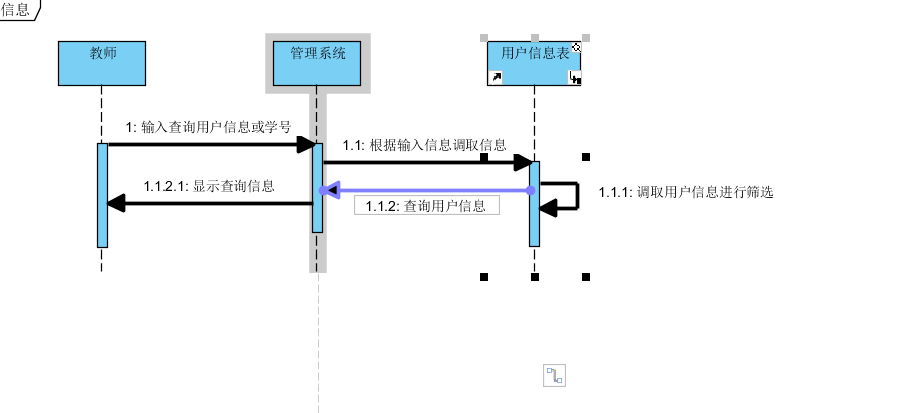 信息
教师
管理系统
用户信息表
1: 输入查询用户信息或学号
1.1: 根据输入信息调取信息
1.1.2.1: 显示查询信息
1.1.1: 调取用户信息进行筛选
1.1.2: 查询用户信息